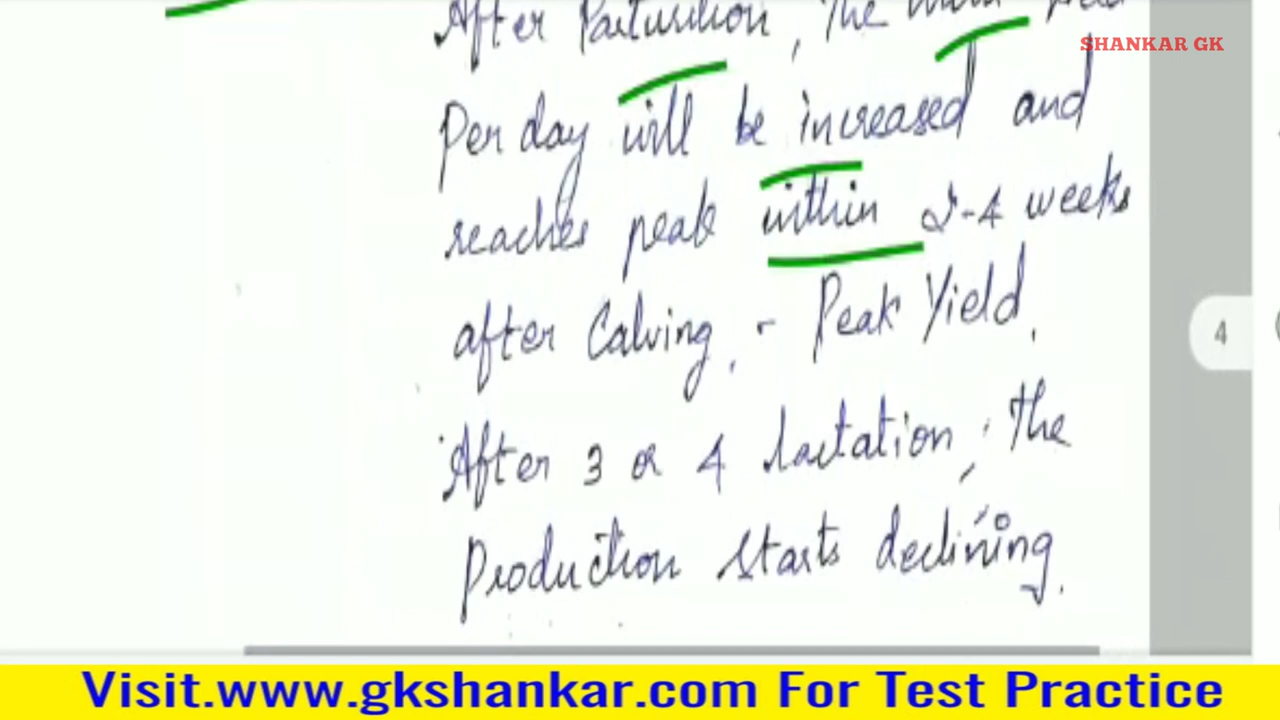 After Parturition, The
SHANKAR GK
Per day will be increased and
reaches peak within 2-4 weeks
after Calving. - Peak Yield.
4
After 3 or 4 lactation, The
Production starts declining.
Visit.www.gkshankar.com For Test Practice